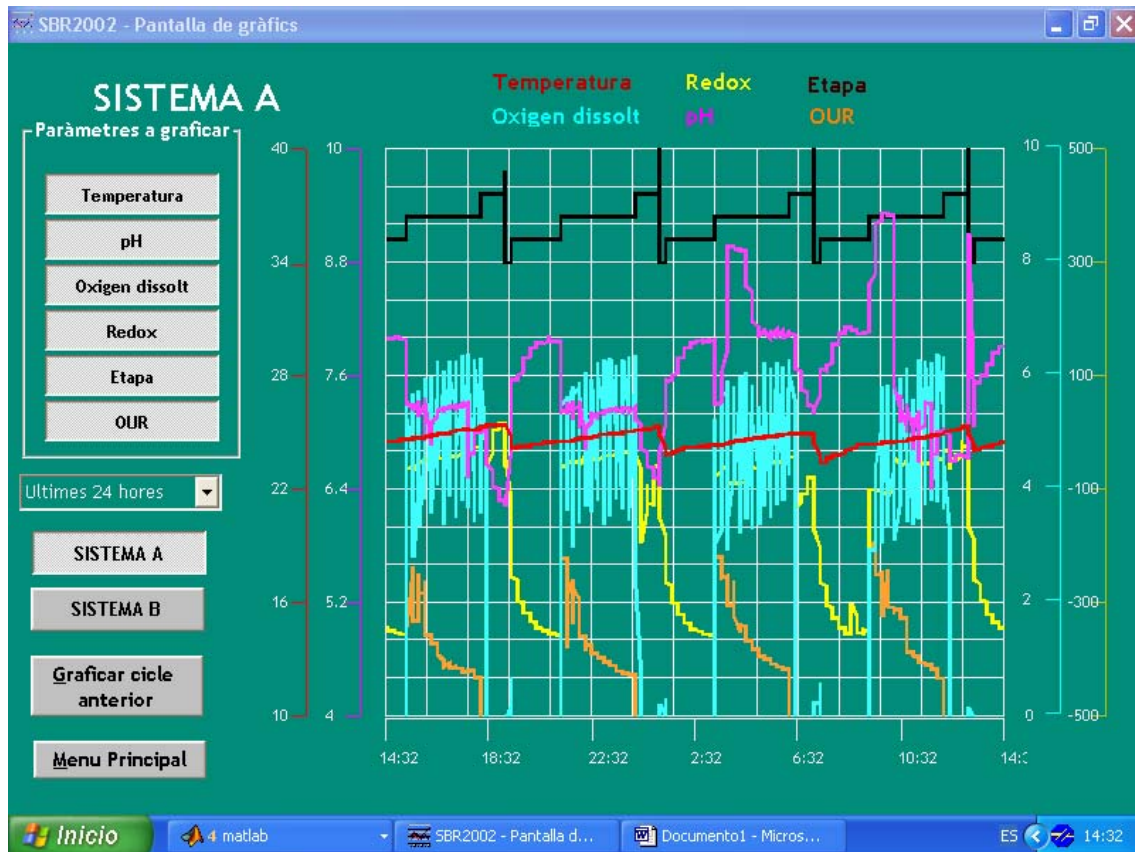 SBR2002 - Pantalla de gràfics
SISTEMA A
Temperatura Redox Etapa
Oxigen dissolt pH OUR
Paràmetres a graficar
Temperatura
pH
Oxigen dissolt
Redox
Etapa
OUR
Ultimes 24 hores
SISTEMA A
SISTEMA B
Graficar cicle
anterior
Menu Principal
40 10 10 500
34 8.8 8 300
28 7.6 6 100
22 6.4 4 -100
16 5.2 2 -300
10 4 0 -500
14:32 18:32 22:32 2:32 6:32 10:32
Inicio 4 matlab SBR2002 - Pantalla d... Documento1 - Micros... ES 14:32